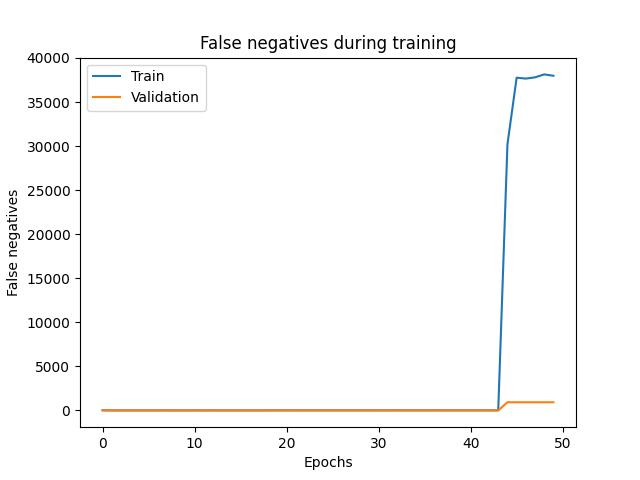 False negatives during training
Train
Validation
False negatives
40000
35000
30000
25000
20000
15000
10000
5000
0
0 10 20 30 40 50
Epochs